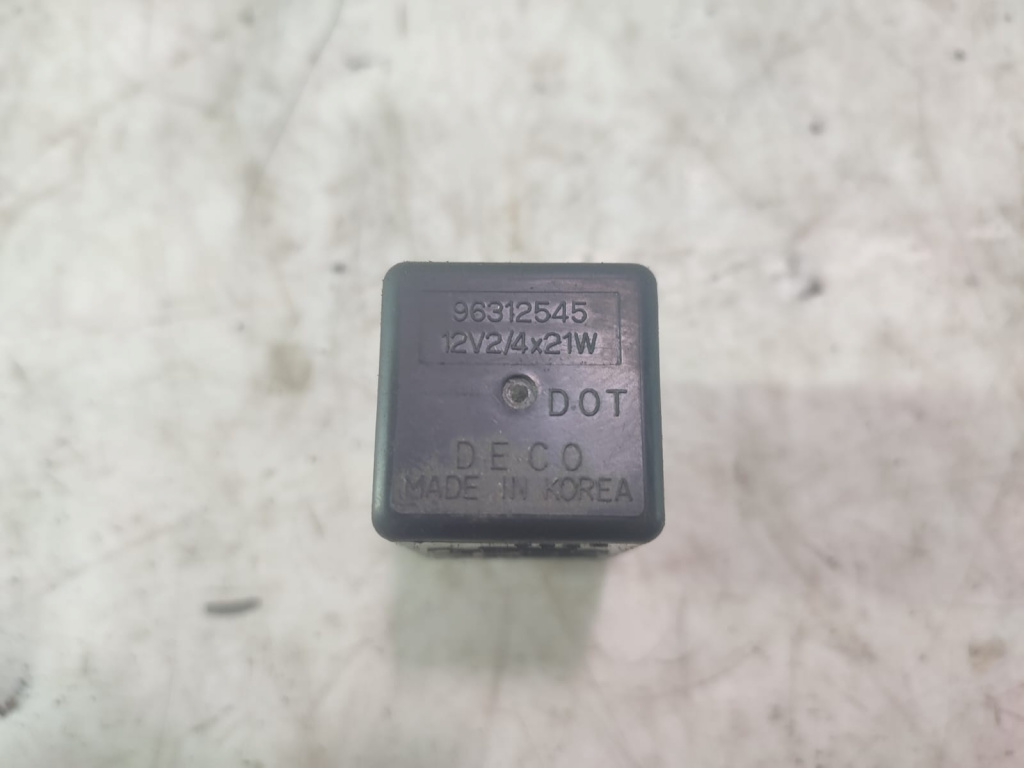 96312545
12V2/4x21W
DOT
DECO
MADE IN KOREA